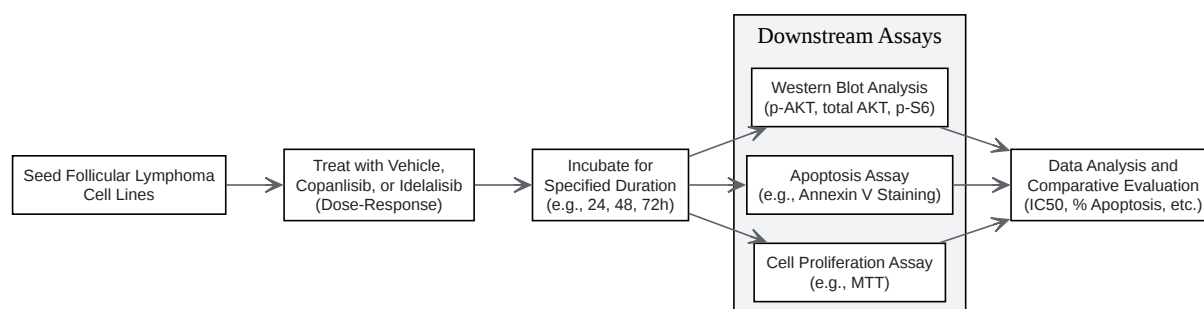 Downstream Assays
Western Blot Analysis
(p-AKT, total AKT, p-S6)
Seed Follicular Lymphoma
Cell Lines
Treat with Vehicle,
Copanlisib, or Idelalisib
(Dose-Response)
Incubate for
Specified Duration
(e.g., 24, 48, 72h)
Apoptosis Assay
(e.g., Annexin V Staining)
Data Analysis and
Comparative Evaluation
(IC50, % Apoptosis, etc.)
Cell Proliferation Assay
(e.g., MTT)